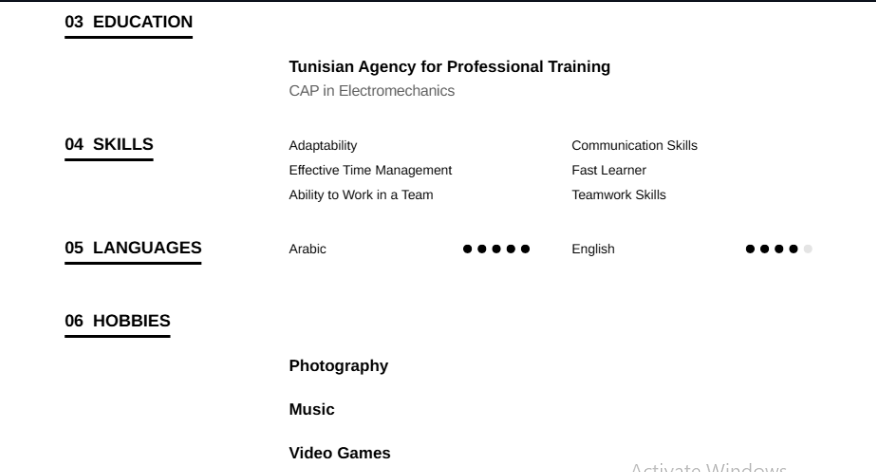 03 EDUCATION
Tunisian Agency for Professional Training
CAP in Electromechanics
04 SKILLS
Adaptability
Communication Skills
Effective Time Management
Fast Learner
Ability to Work in a Team
Teamwork Skills
05 LANGUAGES
Arabic
English
06 HOBBIES
Photography
Music
Video Games
Activate Windows